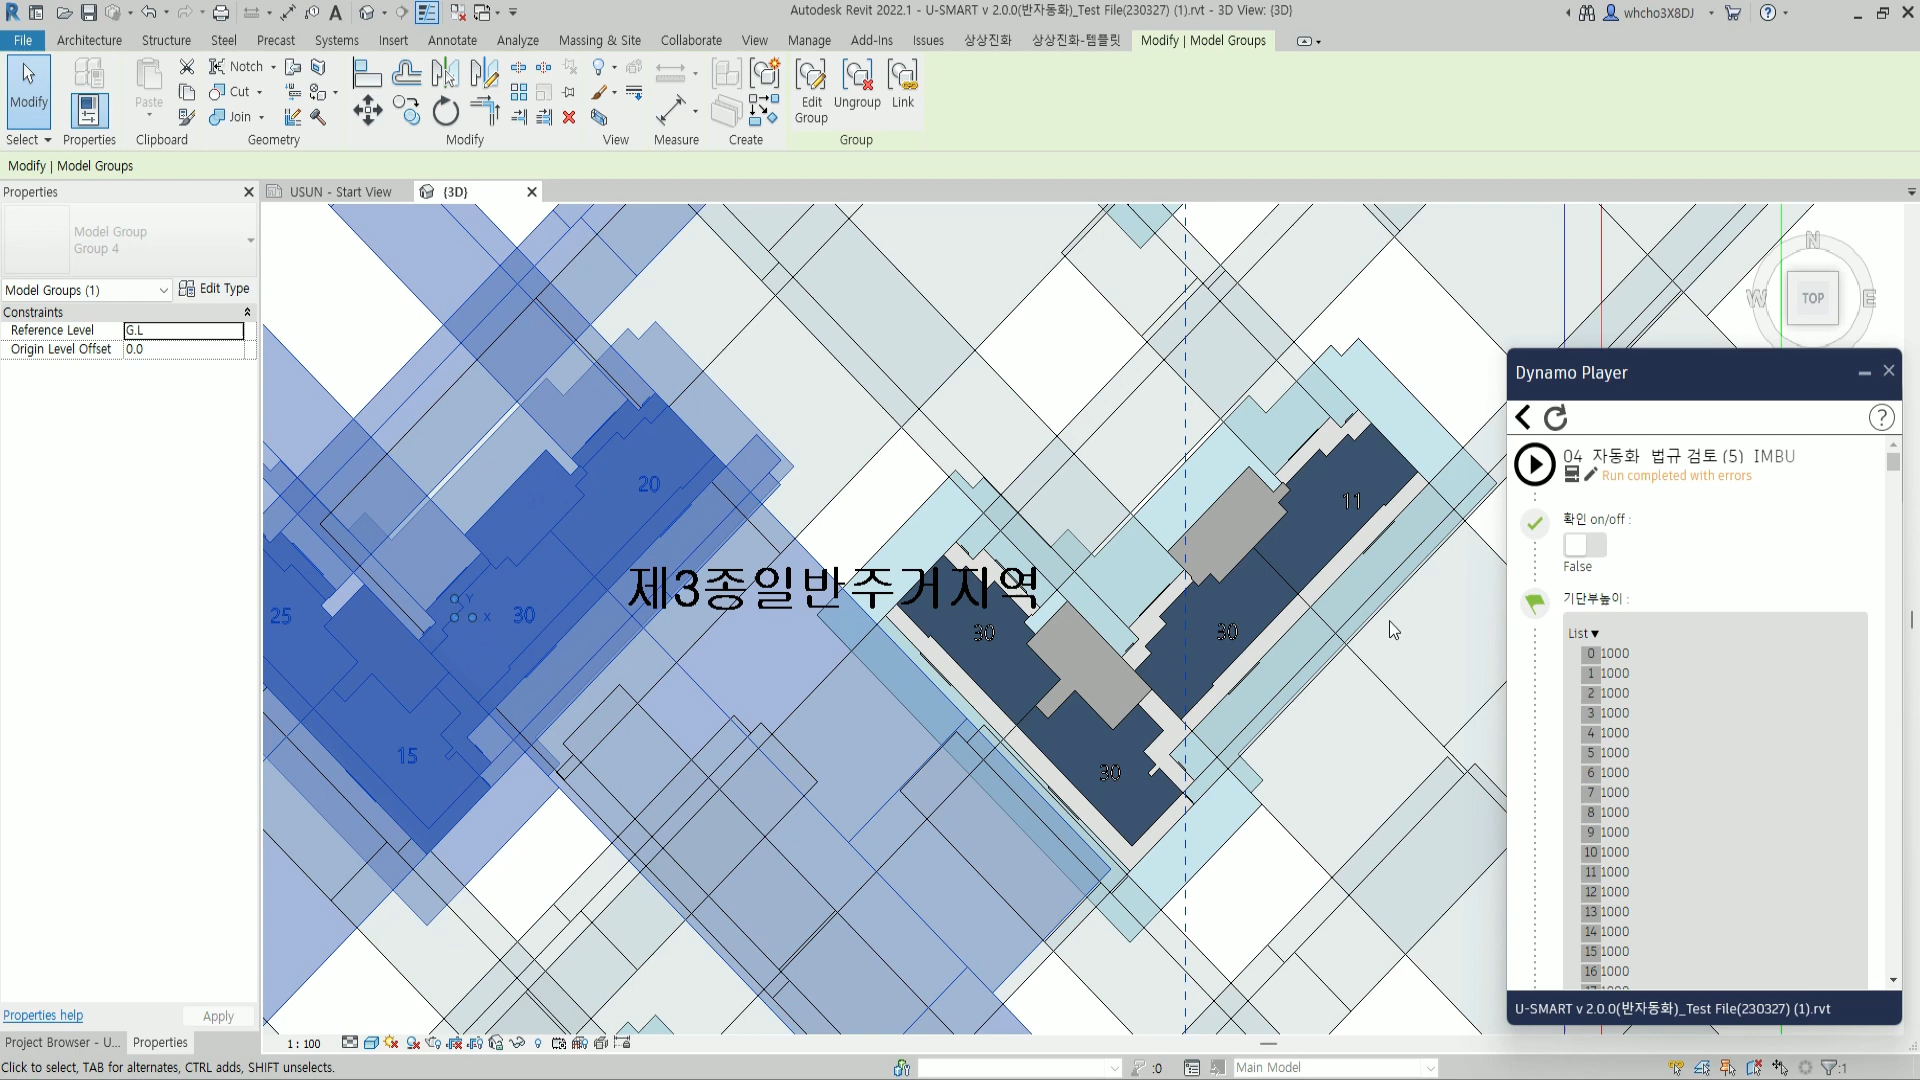 Autodesk Revit 2022.1 - U-SMART v 2.0.0(반자동화)_Test File(230327) (1).rvt - 3D View: {3D}
whcho3X8DJ
File Architecture Structure Steel Precast Systems Insert Annotate Analyze Massing & Site Collaborate View Manage Add-Ins Issues 상상진화 상상진화-템플릿 Modify | Model Groups
Modify
Paste
Notch
Cut
Join
Edit Group
Ungroup
Link
Select Properties Clipboard Geometry Modify View Measure Create Group
Modify | Model Groups
Properties
USUN - Start View
{3D}
Model Group
Group 4
Model Groups (1)
Edit Type
Constraints
Reference Level G.L
Origin Level Offset 0.0
N
W
TOP
E
20
11
제3종일반주거지역
25
30
Y
X
30
30
15
30
Dynamo Player
04 자동화 법규 검토 (5) IMBU
Run completed with errors
확인 on/off :
False
기단부높이 :
List
0 1000
1 1000
2 1000
3 1000
4 1000
5 1000
6 1000
7 1000
8 1000
9 1000
10 1000
11 1000
12 1000
13 1000
14 1000
15 1000
16 1000
U-SMART v 2.0.0(반자동화)_Test File(230327) (1).rvt
Properties help
Apply
Project Browser - U...
Properties
1 : 100
Click to select, TAB for alternates, CTRL adds, SHIFT unselects.
:0
Main Model
:1